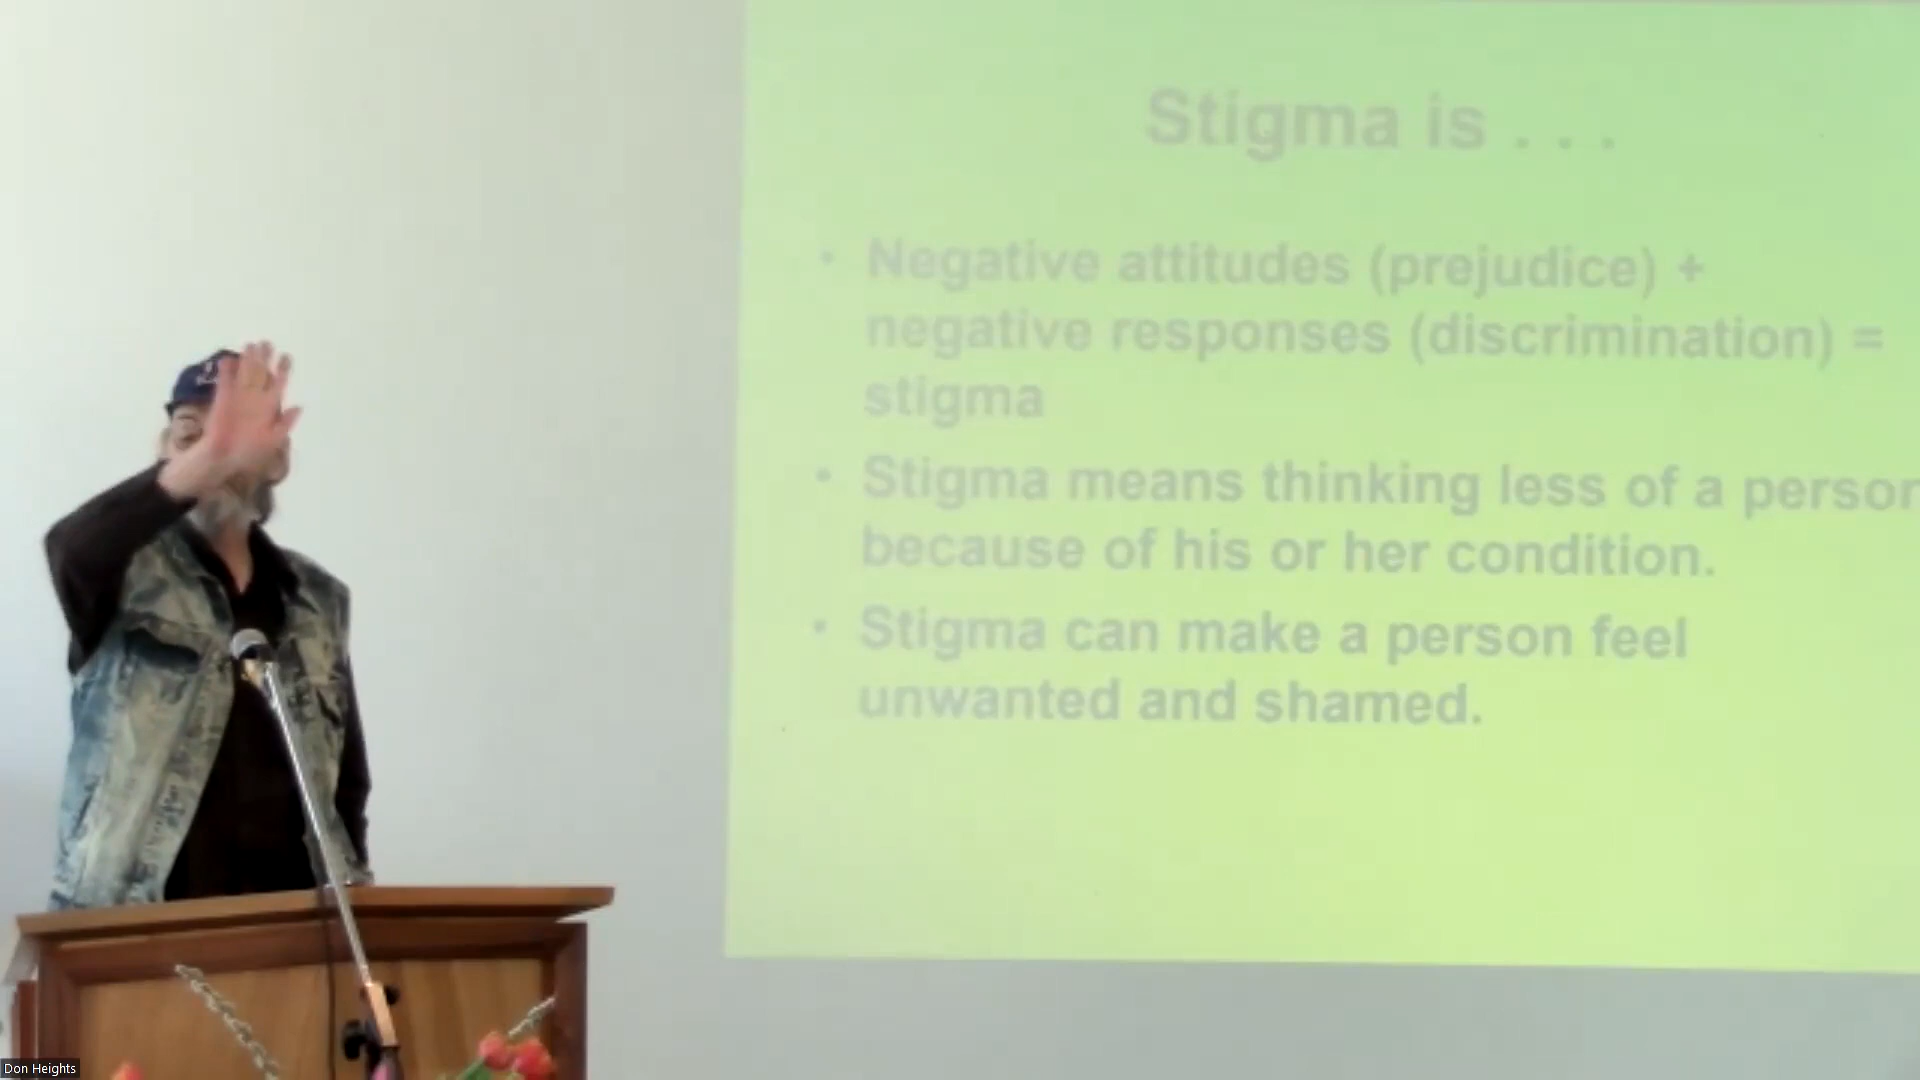 Stigma is . . .
• Negative attitudes (prejudice) +
negative responses (discrimination) =
stigma
• Stigma means thinking less of a person
because of his or her condition.
• Stigma can make a person feel
unwanted and shamed.
Don Heights